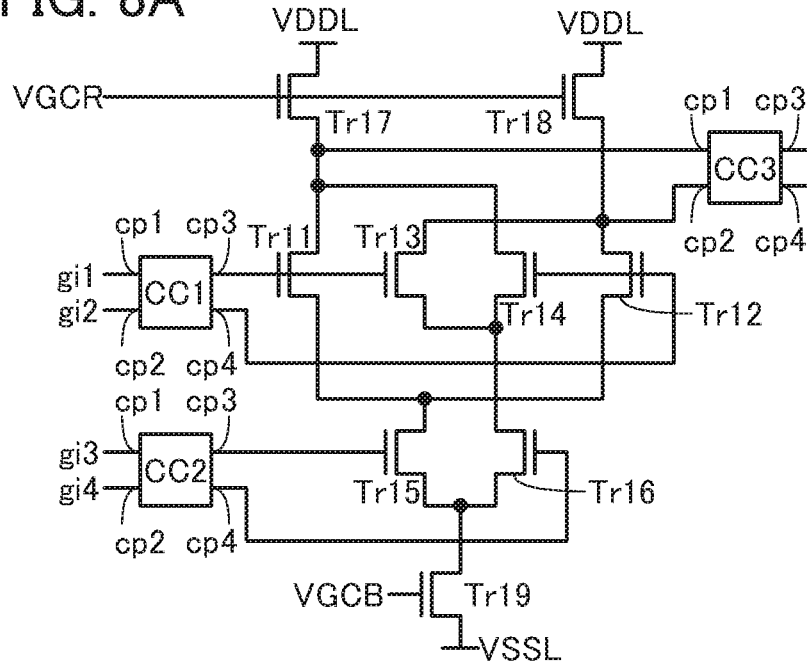 FIG. 8A
VDDL VDDL
VGCR
Tr17 Tr18
cp1 cp3
CC3
cp2 cp4
cp1 cp3 Tr11 Tr13
gi1
CC1
gi2
Tr14 Tr12
cp2 cp4
cp1 cp3
gi3
CC2
gi4
Tr15 Tr16
cp2 cp4
VGCB Tr19
VSSL